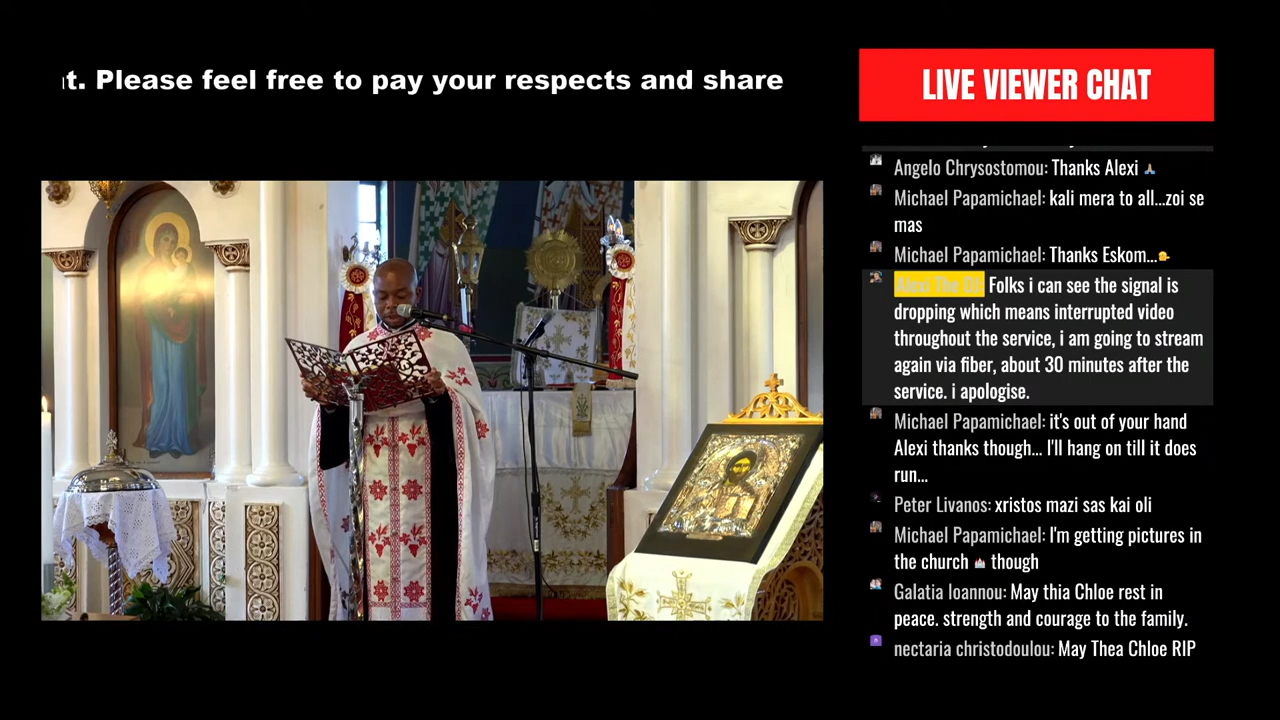 t. Please feel free to pay your respects and share
LIVE VIEWER CHAT
Angelo Chrysostomou: Thanks Alexi 🙏
Michael Papamichael: kali mera to all...zoi se
mas
Michael Papamichael: Thanks Eskom...
Alexi The DJ: Folks i can see the signal is
dropping which means interrupted video
throughout the service, i am going to stream
again via fiber, about 30 minutes after the
service. i apologise.
Michael Papamichael: it's out of your hand
Alexi thanks though... I'll hang on till it does
run...
Peter Livanos: xristos mazi sas kai oli
Michael Papamichael: I'm getting pictures in
the church ⛪ though
Galatia Ioannou: May thia Chloe rest in
peace. strength and courage to the family.
nectaria christodoulou: May Thea Chloe RIP